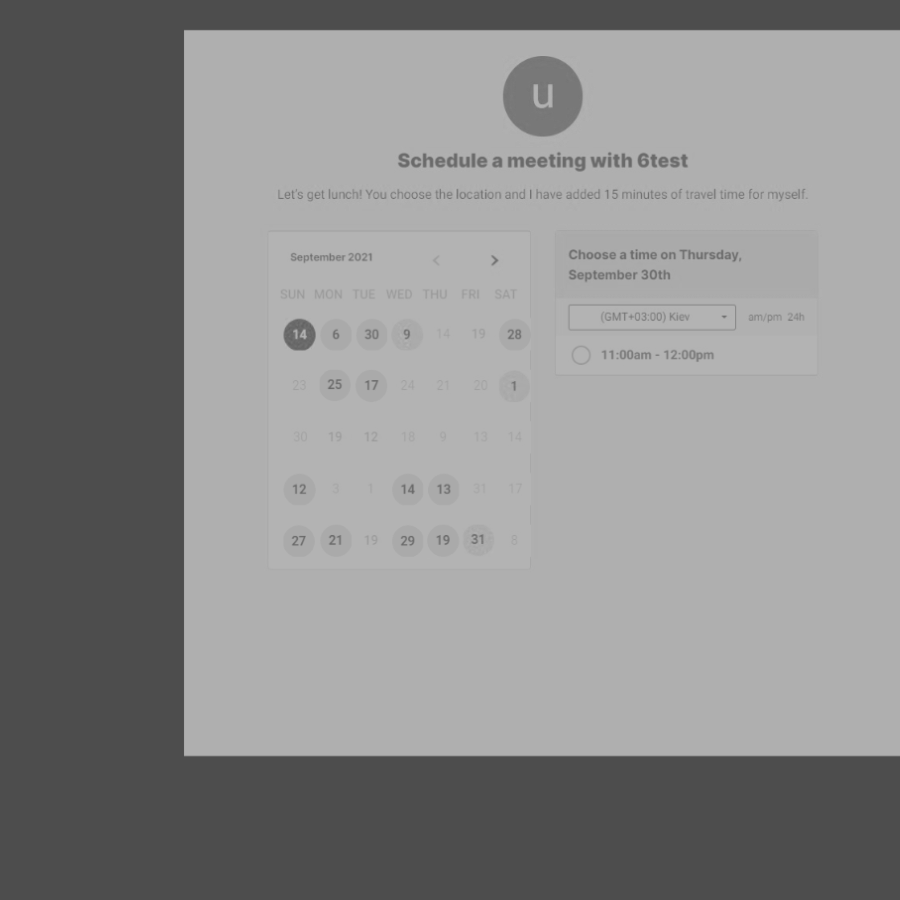 u
Schedule a meeting with 6test
Let's get lunch! You choose the location and I have added 15 minutes of travel time for myself.
September 2021
SUN MON TUE WED THU FRI SAT
14 6 30 9 14 19 28
23 25 17 24 21 20 1
30 19 12 18 9 13 14
12 3 1 14 13 31 17
27 21 19 29 19 31 8
Choose a time on Thursday,
September 30th
(GMT+03:00) Kiev am/pm 24h
11:00am - 12:00pm